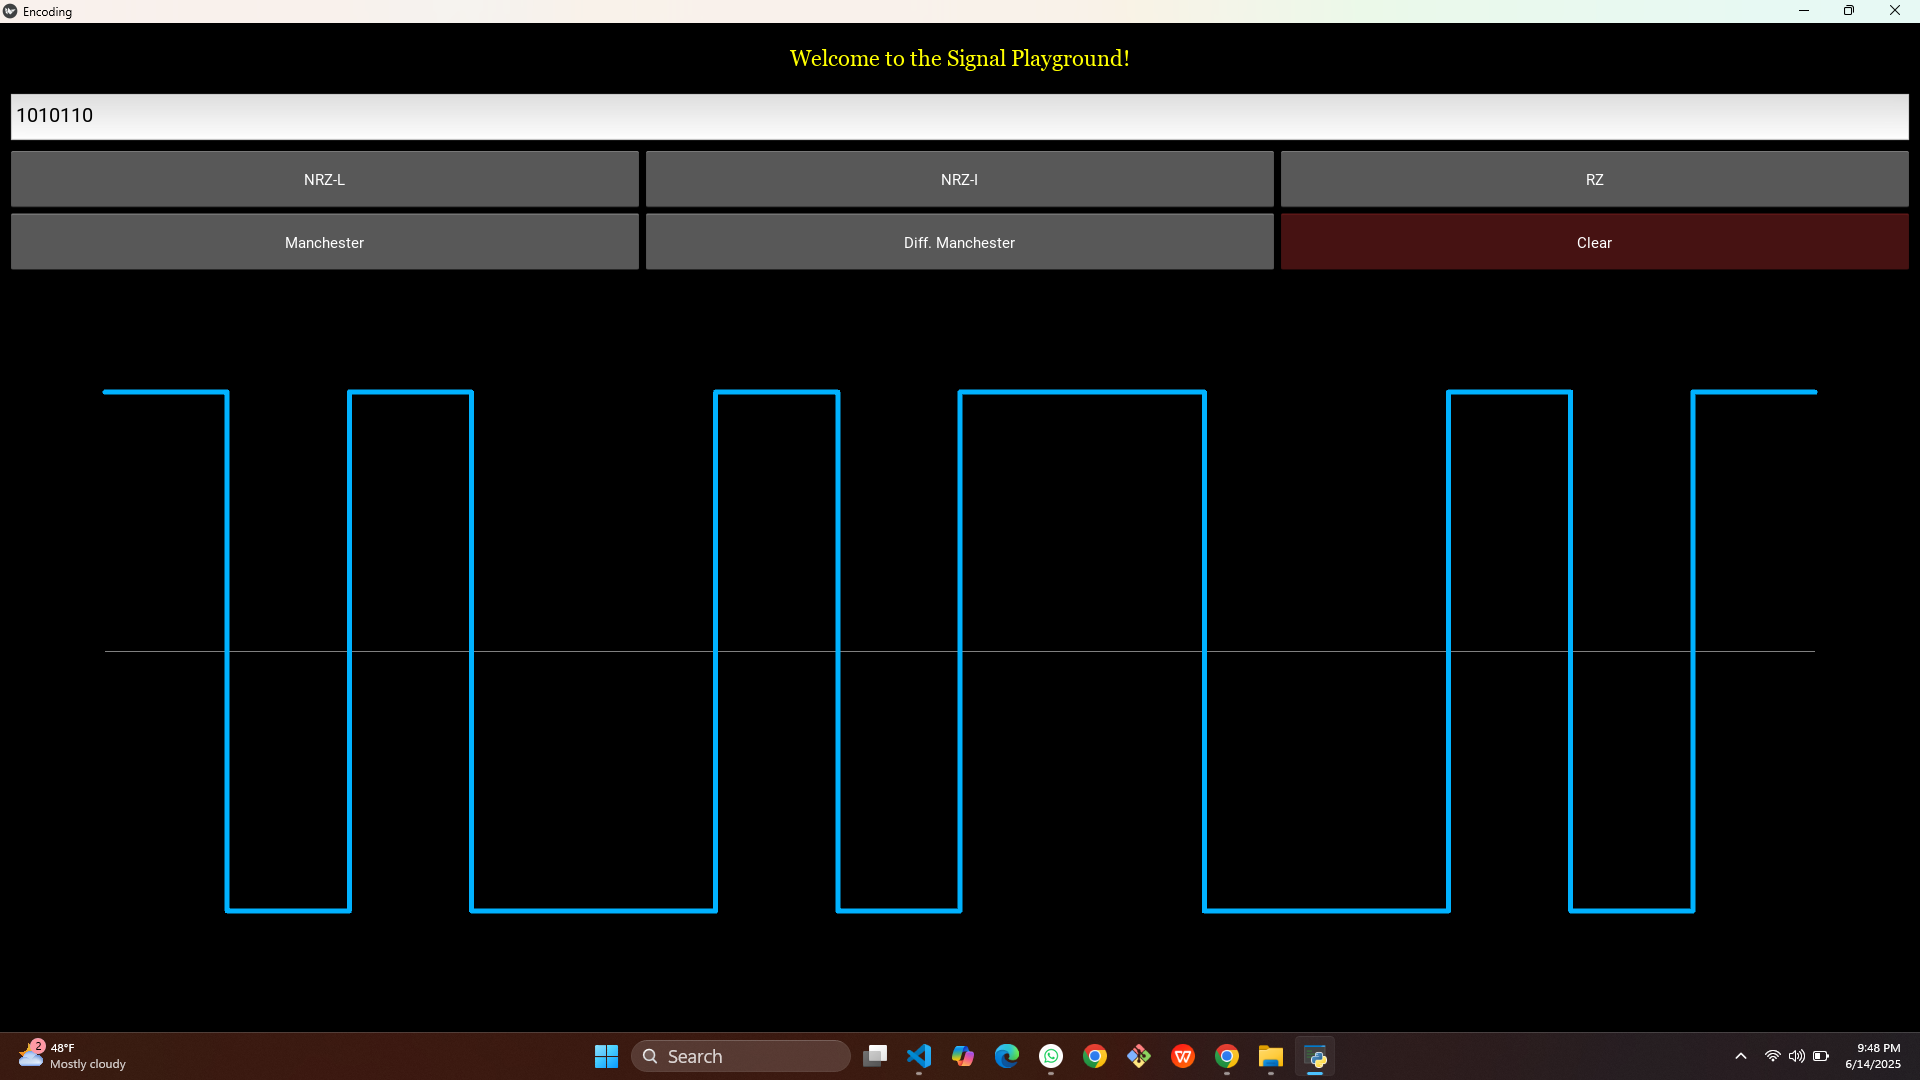 Encoding
Welcome to the Signal Playground!
1010110
NRZ-L
NRZ-I
RZ
Manchester
Diff. Manchester
Clear
2
48°F
Mostly cloudy
Search
W
9:48 PM
6/14/2025